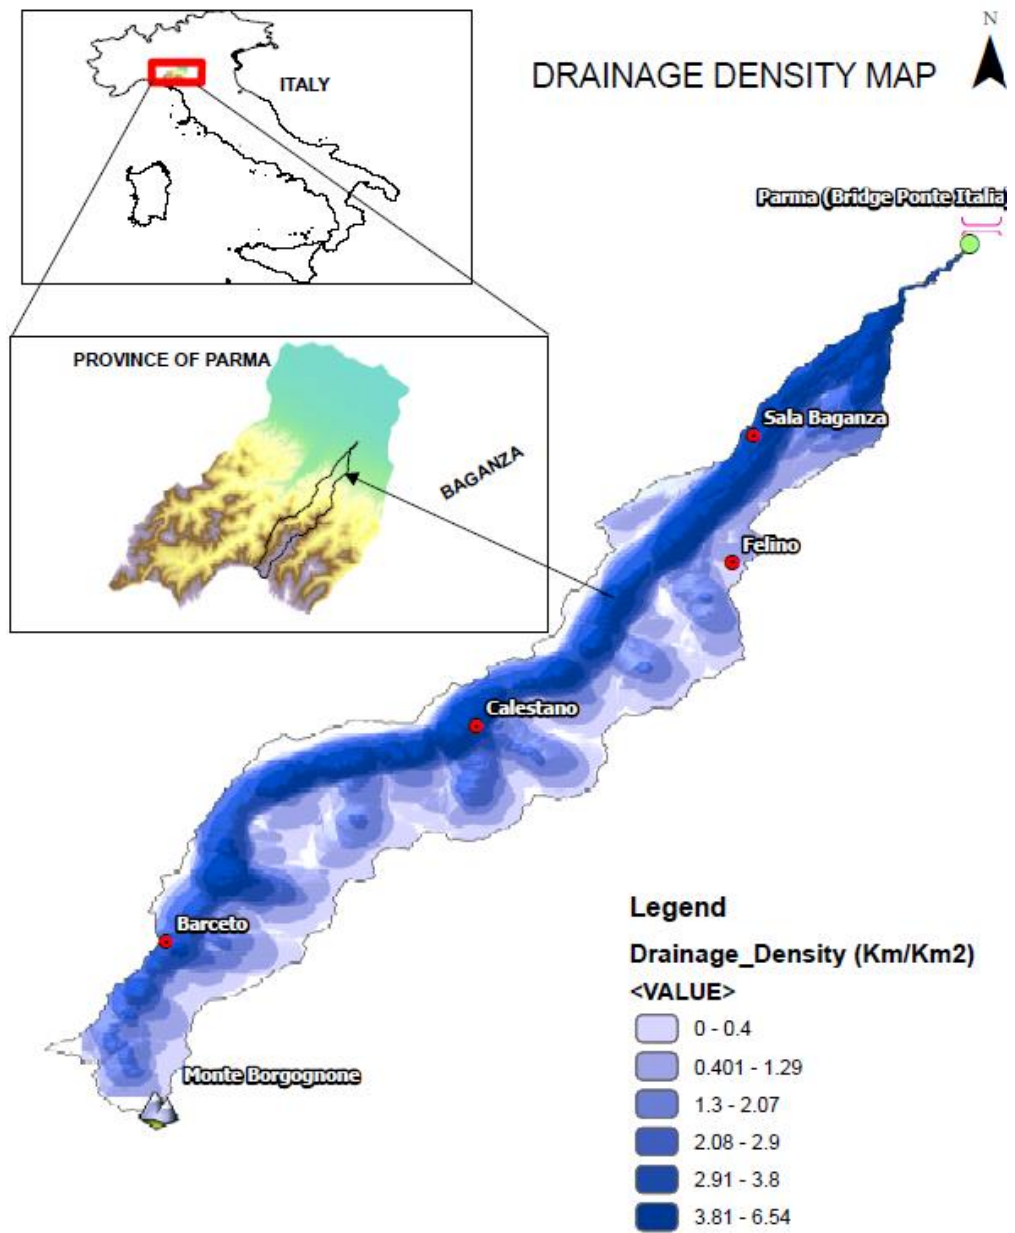 N
DRAINAGE DENSITY MAP
ITALY
Parma (Bridge Ponte Italia)
PROVINCE OF PARMA
BAGANZA
Sala Baganza
Felino
Calestano
Barceto
Monte Borgognone
Legend
Drainage_Density (Km/Km2)
<VALUE>
0 - 0.4
0.401 - 1.29
1.3 - 2.07
2.08 - 2.9
2.91 - 3.8
3.81 - 6.54